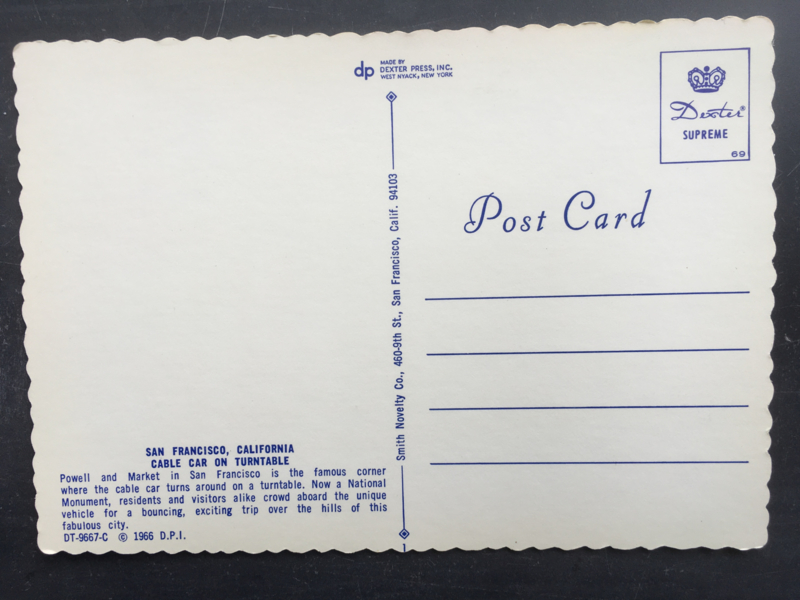 dp MADE BY
DEXTER PRESS, INC.
WEST NYACK, NEW YORK
Dexter®
SUPREME
69
Post Card
Smith Novelty Co., 460-9th St., San Francisco, Calif. 94103
SAN FRANCISCO, CALIFORNIA
CABLE CAR ON TURNTABLE
Powell and Market in San Francisco is the famous corner
where the cable car turns around on a turntable. Now a National
Monument, residents and visitors alike crowd aboard the unique
vehicle for a bouncing, exciting trip over the hills of this
fabulous city.
DT-9667-C © 1966 D.P.I.
1